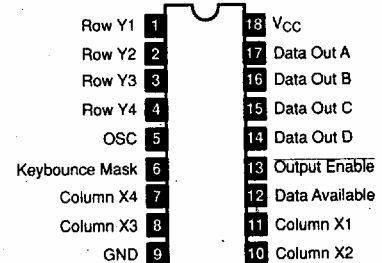 Row Y1 1 18 VCC
Row Y2 2 17 Data Out A
Row Y3 3 16 Data Out B
Row Y4 4 15 Data Out C
OSC 5 14 Data Out D
Keybounce Mask 6 13 Output Enable
Column X4 7 12 Data Available
Column X3 8 11 Column X1
GND 9 10 Column X2